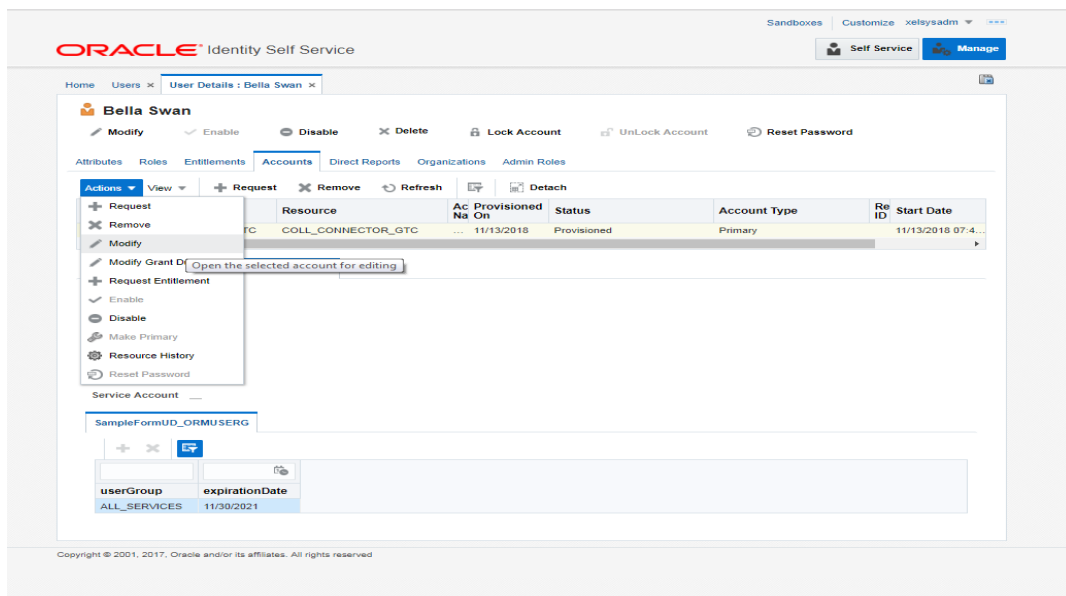 Sandboxes Customize xelsysadm
ORACLE Identity Self Service
Self Service Manage
Home Users × User Details : Bella Swan ×
Bella Swan
Modify Enable Disable Delete Lock Account UnLock Account Reset Password
Attributes Roles Entitlements Accounts Direct Reports Organizations Admin Roles
Actions View Request Remove Refresh Detach
Resource Ac Na Provisioned On Status Account Type Re ID Start Date
TC COLL_CONNECTOR_GTC ... 11/13/2018 Provisioned Primary 11/13/2018 07:4...
Request
Remove
Modify
Modify Grant D
Open the selected account for editing
Request Entitlement
Enable
Disable
Make Primary
Resource History
Reset Password
Service Account
SampleFormUD_ORMUSERG
userGroup expirationDate
ALL_SERVICES 11/30/2021
Copyright © 2001, 2017, Oracle and/or its affiliates. All rights reserved